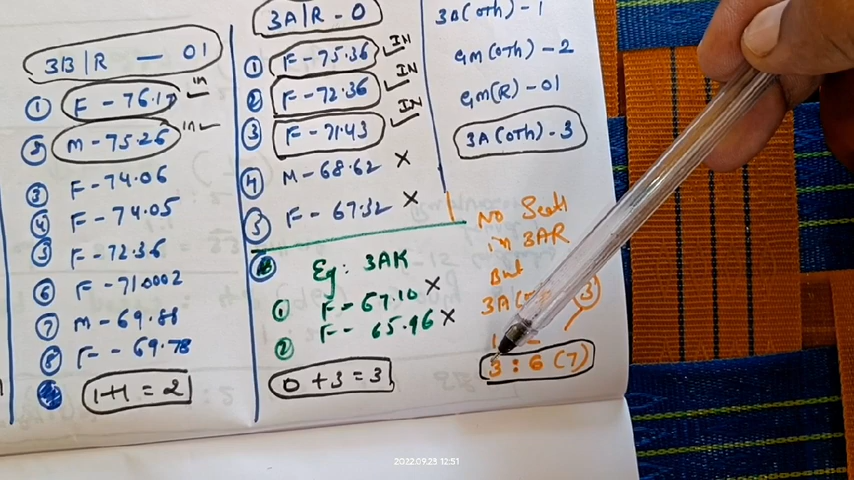 3B|R — 01
① F - 76.17 in ✓
M - 75.26 in ✓
③ F - 74.06
④ F - 74.05
⑤ F - 72.36
⑥ F - 71.0002
⑦ M - 69.88
⑧ F - 69.78
1+1 = 2
3A|R - 0
① F - 75.36 ✓ IN
② F - 72.36 ✓ IN
③ F - 71.43 ✓ IN
④ M - 68.62 ×
⑤ F - 67.32 ×
Eg: 3AK
① F - 67.10 ×
② F - 65.96 ×
0 + 3 = 3
3B(oth) - 1
GM(oth) - 2
GM(R) - 01
3A(oth) - 3
No Seat
in 3AR
But
3
3 : 6 (7)
2022.09.23 12:51